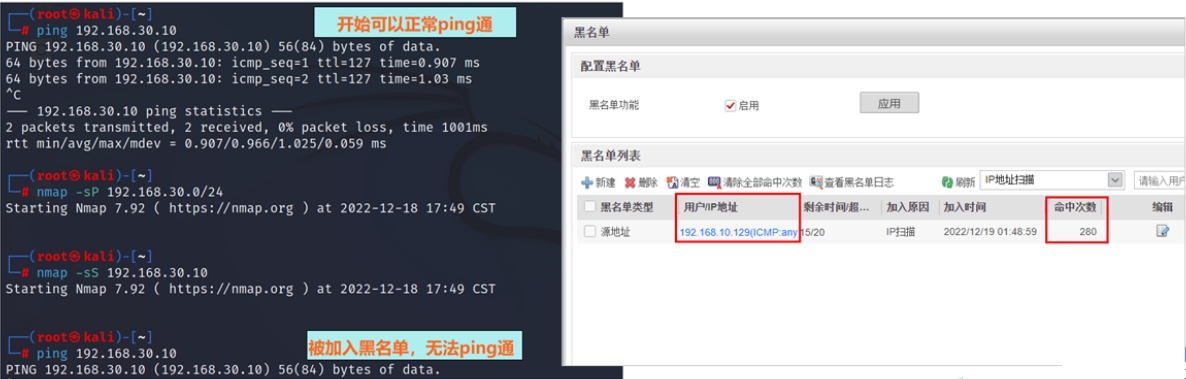 (root㉿kali)-[~]
# ping 192.168.30.10
开始可以正常ping通
PING 192.168.30.10 (192.168.30.10) 56(84) bytes of data.
64 bytes from 192.168.30.10: icmp_seq=1 ttl=127 time=0.907 ms
64 bytes from 192.168.30.10: icmp_seq=2 ttl=127 time=1.03 ms
^C
— 192.168.30.10 ping statistics —
2 packets transmitted, 2 received, 0% packet loss, time 1001ms
rtt min/avg/max/mdev = 0.907/0.966/1.025/0.059 ms
(root㉿kali)-[~]
# nmap -sP 192.168.30.0/24
Starting Nmap 7.92 ( https://nmap.org ) at 2022-12-18 17:49 CST
(root㉿kali)-[~]
# nmap -sS 192.168.30.10
Starting Nmap 7.92 ( https://nmap.org ) at 2022-12-18 17:49 CST
(root㉿kali)-[~]
# ping 192.168.30.10
被加入黑名单，无法ping通
PING 192.168.30.10 (192.168.30.10) 56(84) bytes of data.
黑名单
配置黑名单
黑名单功能 启用 应用
黑名单列表
新建 删除 清空 清除全部命中次数 查看黑名单日志 刷新 IP地址扫描 请输入用户
黑名单类型 用户/IP地址 剩余时间/超... 加入原因 加入时间 命中次数 编辑
源地址 192.168.10.129(ICMP:any 15/20 IP扫描 2022/12/19 01:48:59 280